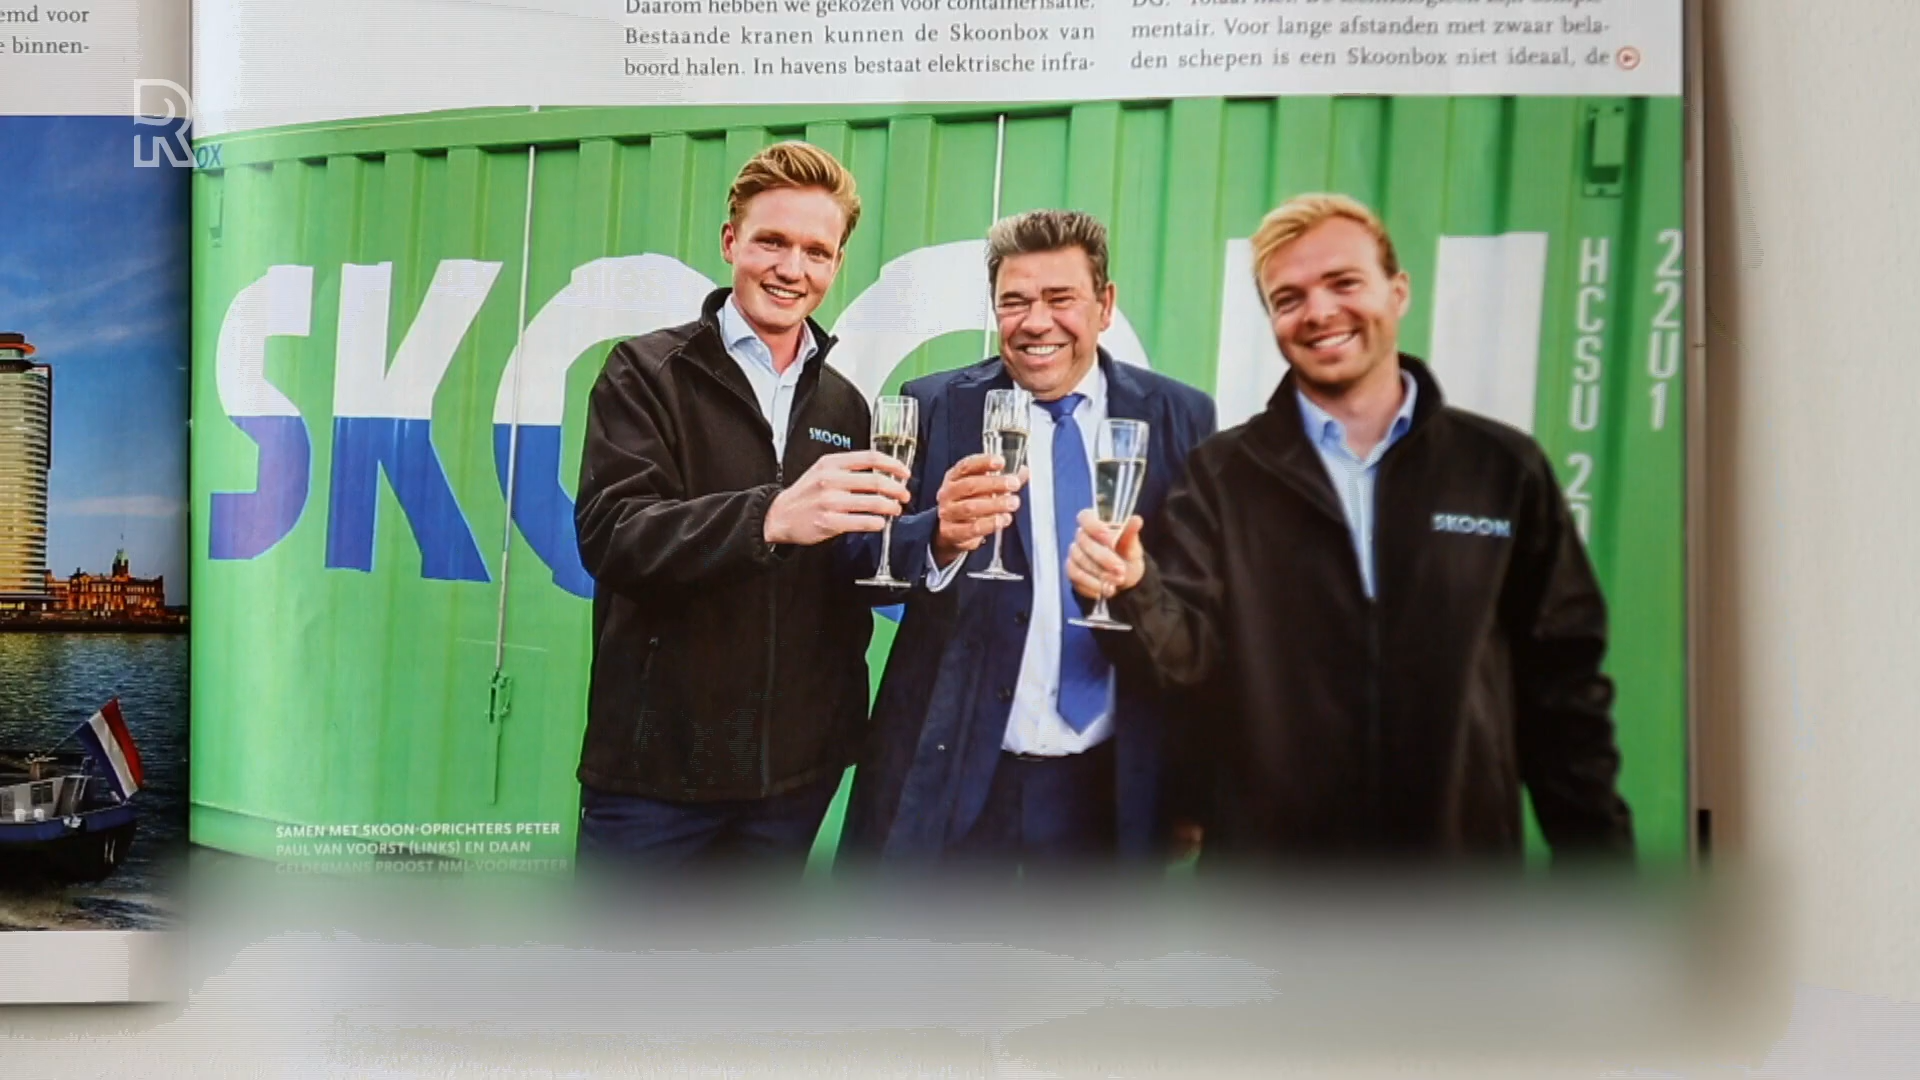 emd voor
e binnen-
Daarom hebben we gekozen voor containerisatie.
Bestaande kranen kunnen de Skoonbox van
boord halen. In havens bestaat elektrische infra-
mentair. Voor lange afstanden met zwaar bela-
den schepen is een Skoonbox niet ideaal, de
R
OX
SKOON
HCSU 2
22U1
SKOON
SKOON
SAMEN MET SKOON-OPRICHTERS PETER
PAUL VAN VOORST (LINKS) EN DAAN
GELDERMANS PROOST NML-VOORZITTER